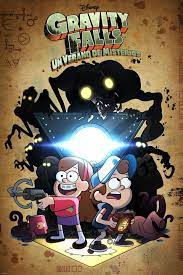 Disney
GRAVITY
FALLS
UN VERANO DE MISTERIOS